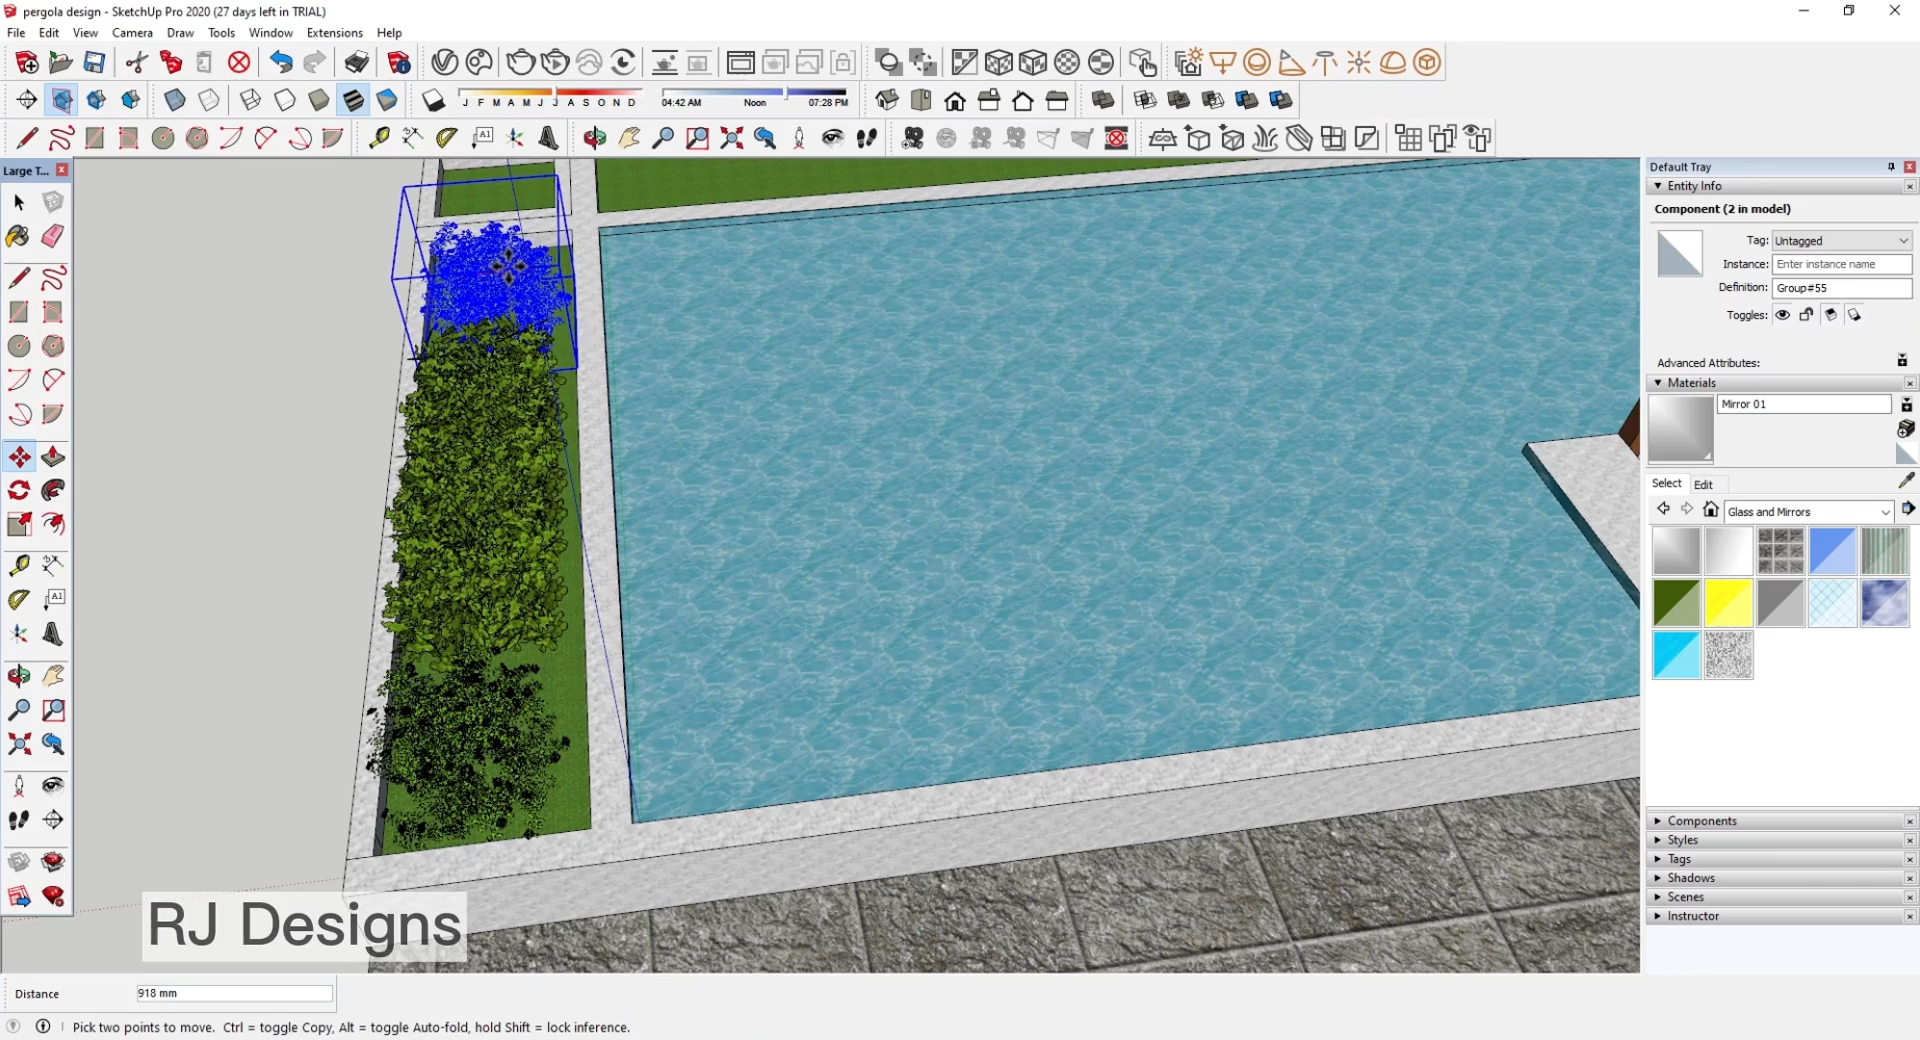 pergola design - SketchUp Pro 2020 (27 days left in TRIAL)
File Edit View Camera Draw Tools Window Extensions Help
J F M A M J J A S O N D
04:42 AM Noon 07:28 PM
A1
Large T...
Default Tray
Entity Info
Component (2 in model)
Tag: Untagged
Instance: Enter instance name
Definition: Group#55
Toggles:
Advanced Attributes:
Materials
Mirror 01
Select Edit
Glass and Mirrors
A1
Components
Styles
Tags
Shadows
Scenes
Instructor
RJ Designs
Distance 918 mm
Pick two points to move. Ctrl = toggle Copy, Alt = toggle Auto-fold, hold Shift = lock inference.